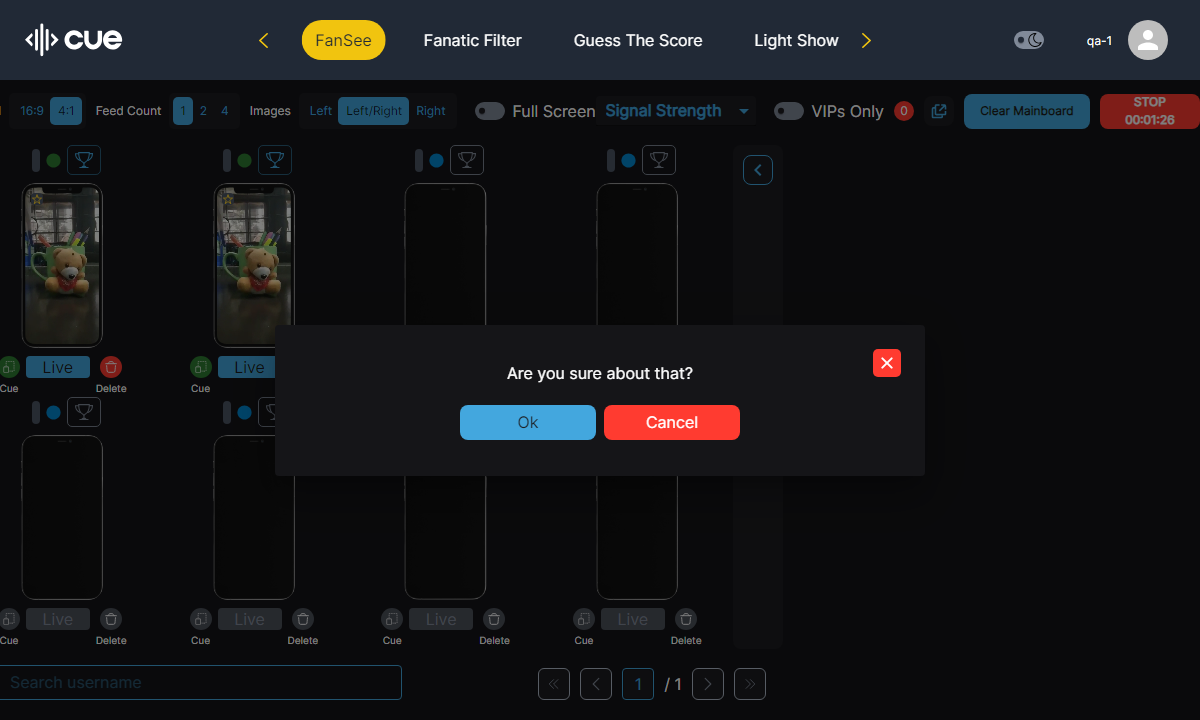 cue
FanSee
Fanatic Filter
Guess The Score
Light Show
qa-1
16:9
4:1
Feed Count
1
2
4
Images
Left
Left/Right
Right
Full Screen
Signal Strength
VIPs Only
0
Clear Mainboard
STOP
00:01:26
Live
Live
Cue
Delete
Cue
Are you sure about that?
Ok
Cancel
Live
Live
Live
Live
Cue
Delete
Cue
Delete
Cue
Delete
Cue
Delete
Search username
1
/ 1